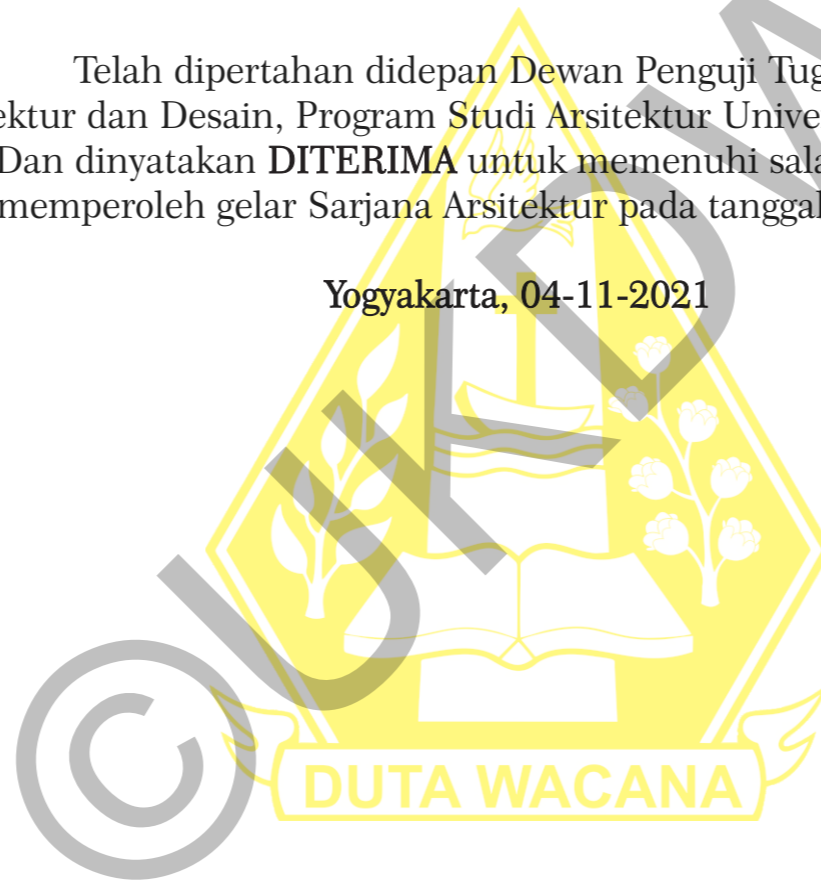 Telah dipertahan didepan Dewan Penguji Tug
ektur dan Desain, Program Studi Arsitektur Unive
Dan dinyatakan DITERIMA untuk memenuhi sala
memperoleh gelar Sarjana Arsitektur pada tanggal
Yogyakarta, 04-11-2021
©UKDW
DUTA WACANA